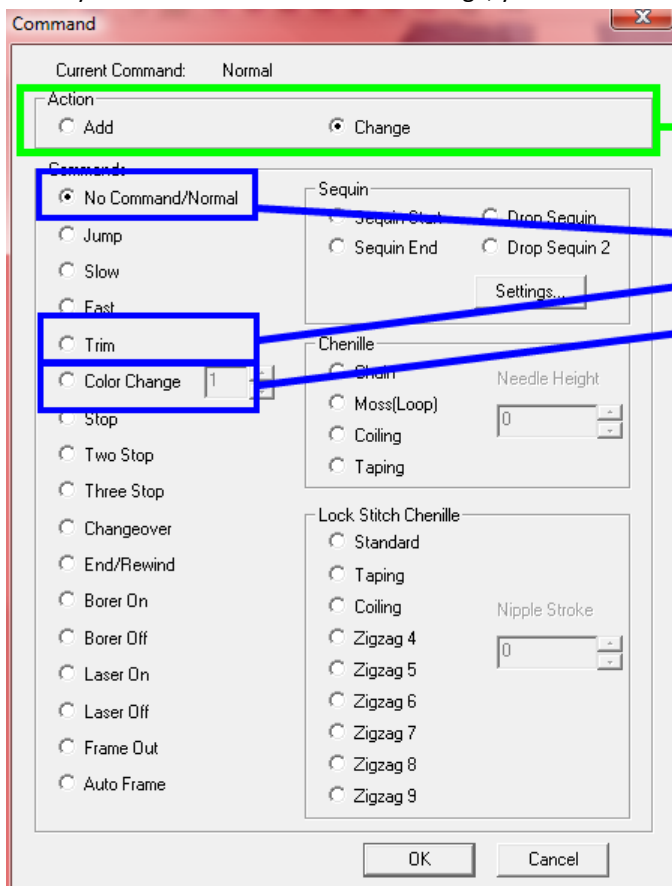 Command
Current Command: Normal
Action
Add
Change
Commands
No Command/Normal
Jump
Slow
Fast
Trim
Color Change 1
Stop
Two Stop
Three Stop
Changeover
End/Rewind
Borer On
Borer Off
Laser On
Laser Off
Frame Out
Auto Frame
Sequin
Sequin Start
Drop Sequin
Sequin End
Drop Sequin 2
Settings...
Chenille
Chain
Needle Height
Moss(Loop)
0
Coiling
Taping
Lock Stitch Chenille
Standard
Taping
Coiling
Nipple Stroke
Zigzag 4
0
Zigzag 5
Zigzag 6
Zigzag 7
Zigzag 8
Zigzag 9
OK
Cancel